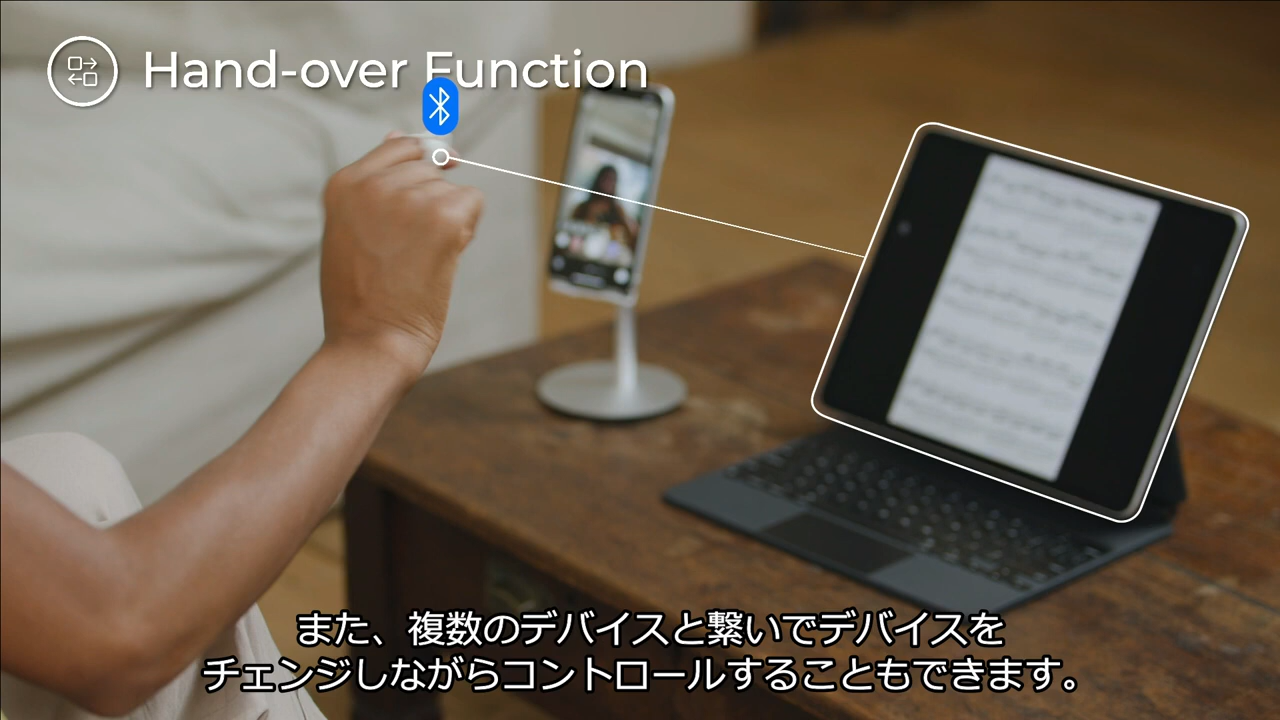 Hand-over Function
また、複数のデバイスと繋いでデバイスを
チェンジしながらコントロールすることもできます。